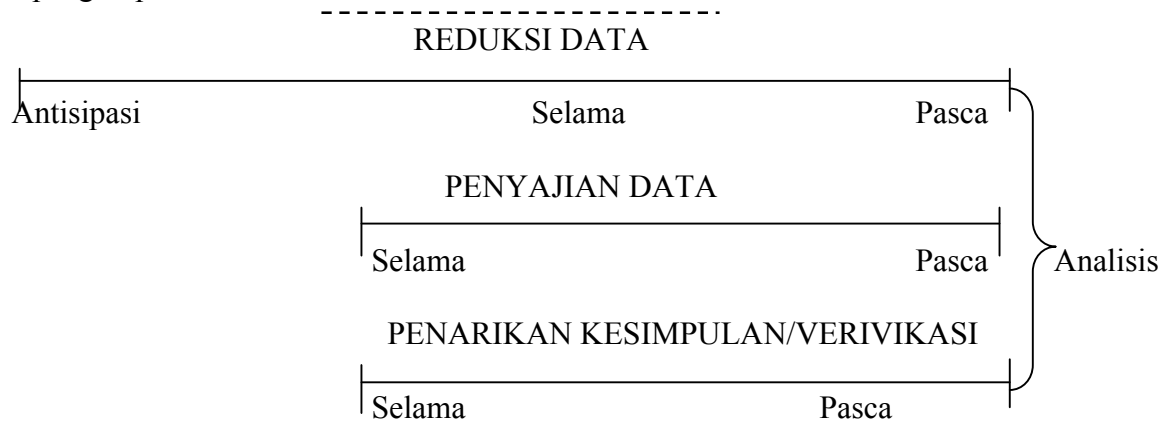 REDUKSI DATA
Antisipasi Selama Pasca
PENYAJIAN DATA
Selama Pasca
Analisis
PENARIKAN KESIMPULAN/VERIVIKASI
Selama Pasca